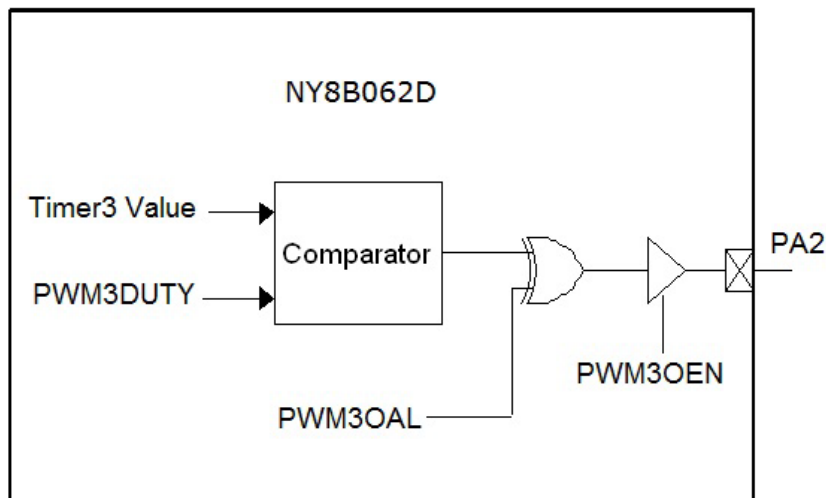 NY8B062D
Timer3 Value
Comparator
PA2
PWM3DUTY
PWM3OEN
PWM3OAL